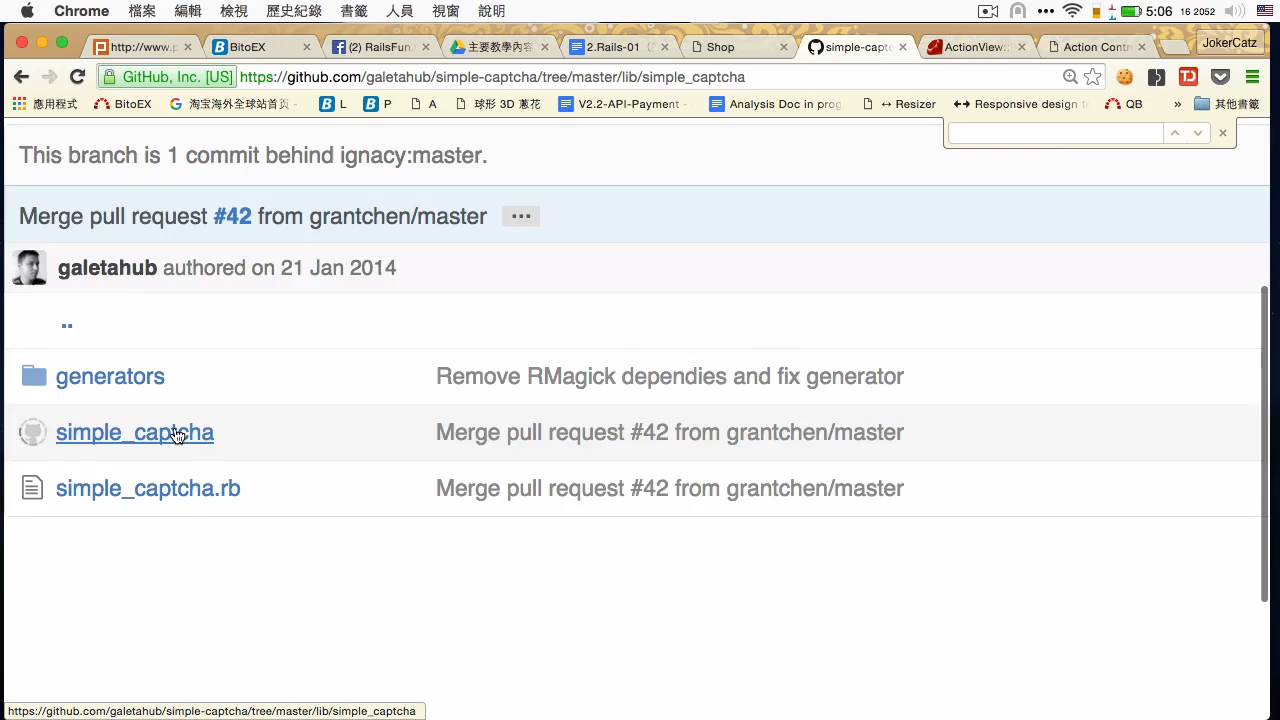 Chrome 檔案 編輯 檢視 歷史紀錄 書籤 人員 視窗 說明 5:06 16 2052
http://www.p BitoEX (2) RailsFun. 主要教學內容 2.Rails-01 Shop simple-captc ActionView:: Action Contr JokerCatz
GitHub, Inc. [US] https://github.com/galetahub/simple-captcha/tree/master/lib/simple_captcha
應用程式 BitoEX 淘宝海外全球站首页 - L P A 球形 3D 蔥花 V2.2-API-Payment - Analysis Doc in prog ↔ Resizer Responsive design t QB » 其他書籤
This branch is 1 commit behind ignacy:master.
Merge pull request #42 from grantchen/master ...
galetahub authored on 21 Jan 2014
..
generators Remove RMagick dependies and fix generator
simple_captcha Merge pull request #42 from grantchen/master
simple_captcha.rb Merge pull request #42 from grantchen/master
https://github.com/galetahub/simple-captcha/tree/master/lib/simple_captcha